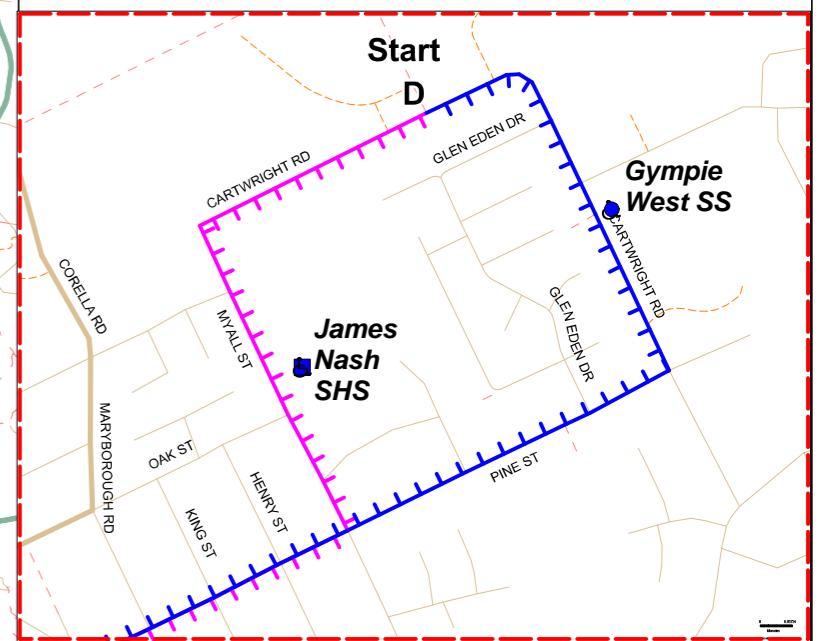 Start
D
GLEN EDEN DR
CARTWRIGHT RD
Gympie
West SS
CARTWRIGHT RD
CORELLA RD
MYALL ST
James
Nash
SHS
GLEN EDEN DR
MARYBOROUGH RD
OAK ST
PINE ST
HENRY ST
KING ST